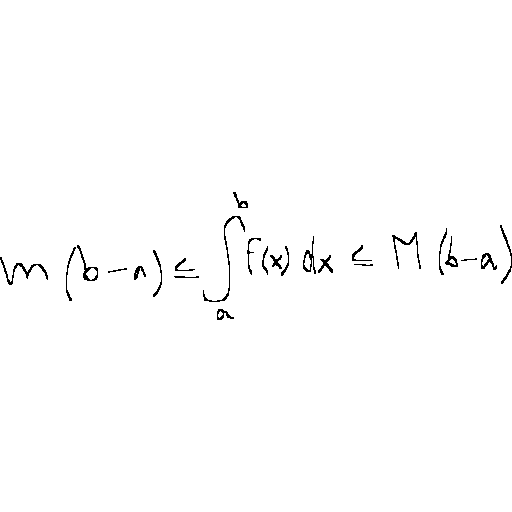 m (b-a) ≤ ∫_a^b f(x) dx ≤ M (b-a)